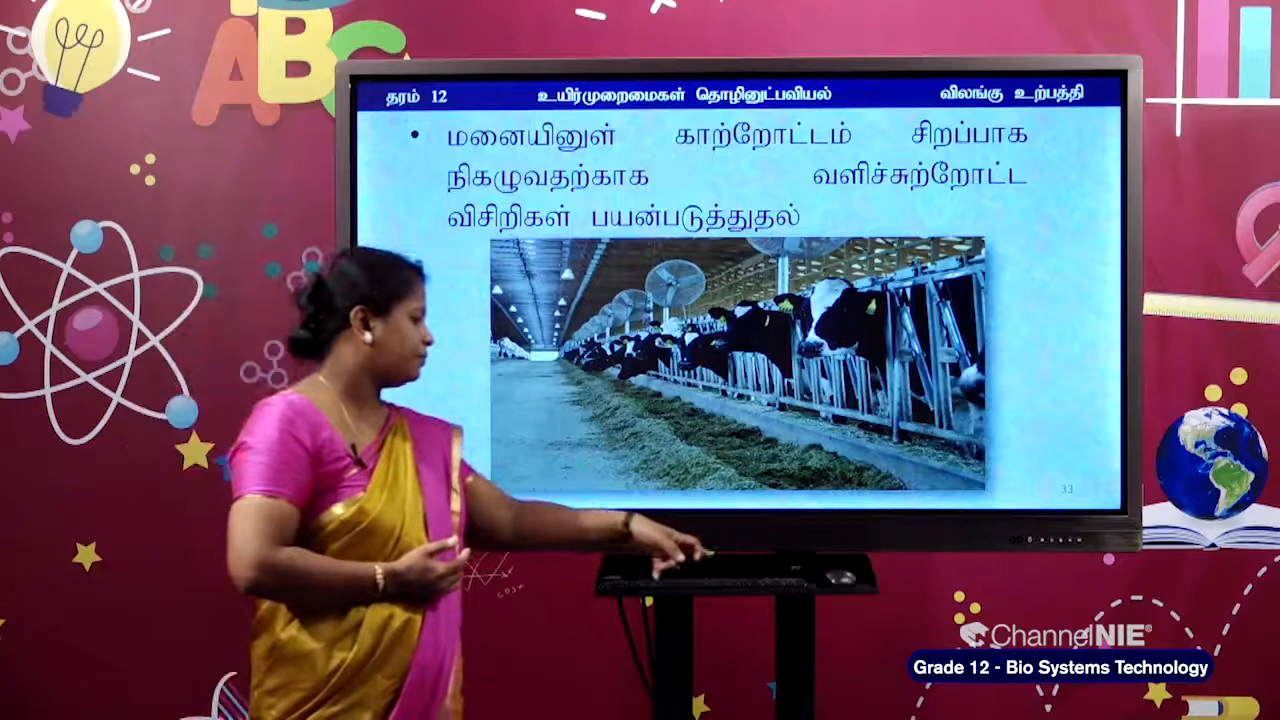 ABC
தரம் 12 உயிர்முறைமைகள் தொழினுட்பவியல் விலங்கு உற்பத்தி
• மனையினுள் காற்றோட்டம் சிறப்பாக
நிகழுவதற்காக வளிச்சுற்றோட்ட
விசிறிகள் பயன்படுத்துதல்
33
ChannelNIE®
Grade 12 - Bio Systems Technology